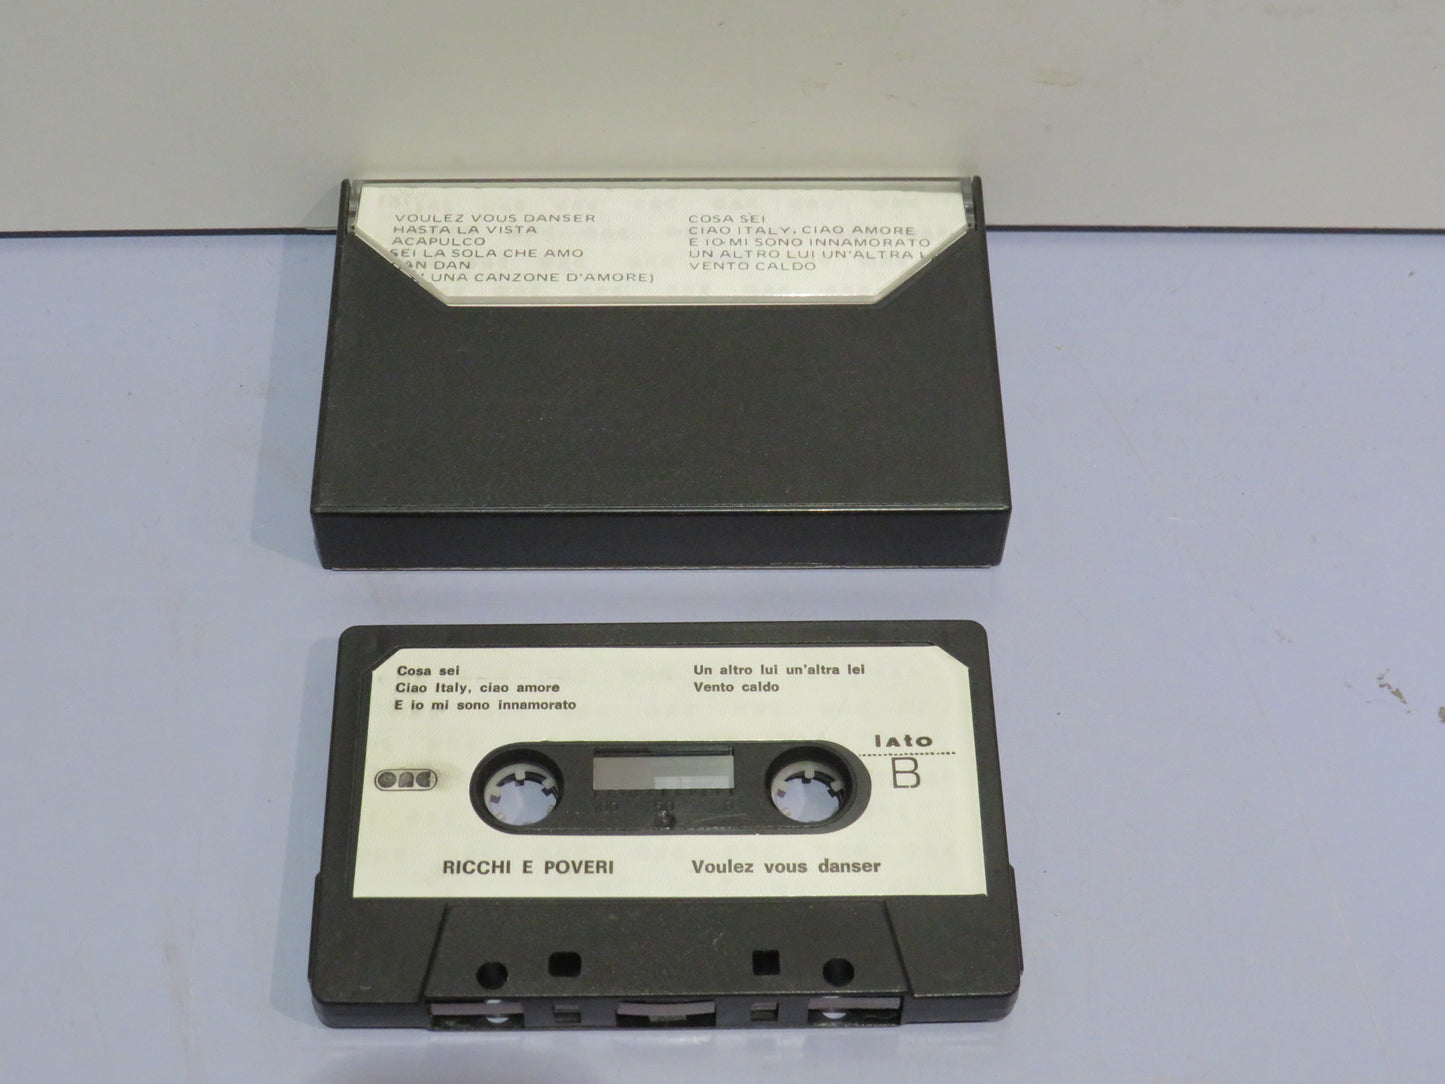 VOULEZ VOUS DANSER
HASTA LA VISTA
ACAPULCO
SEI LA SOLA CHE AMO
DAN
UNA CANZONE D'AMORE)
COSA SEI
CIAO ITALY, CIAO AMORE
E IO MI SONO INNAMORATO
UN ALTRO LUI UN'ALTRA
VENTO CALDO
Cosa sei
Ciao Italy, ciao amore
E io mi sono innamorato
Un altro lui un'altra lei
Vento caldo
lAto
B
RICCHI E POVERI
Voulez vous danser